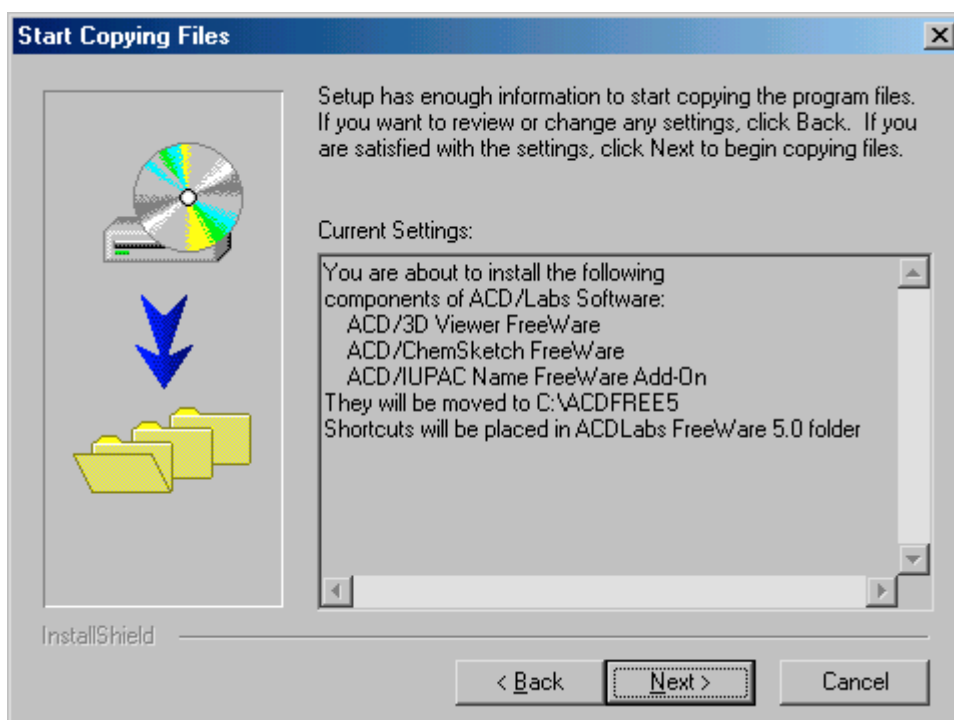 Start Copying Files
Setup has enough information to start copying the program files.
If you want to review or change any settings, click Back.  If you
are satisfied with the settings, click Next to begin copying files.
Current Settings:
You are about to install the following
components of ACD/Labs Software:
ACD/3D Viewer FreeWare
ACD/ChemSketch FreeWare
ACD/IUPAC Name FreeWare Add-On
They will be moved to C:\ACDFREE5
Shortcuts will be placed in ACDLabs FreeWare 5.0 folder
InstallShield
< Back
Next >
Cancel